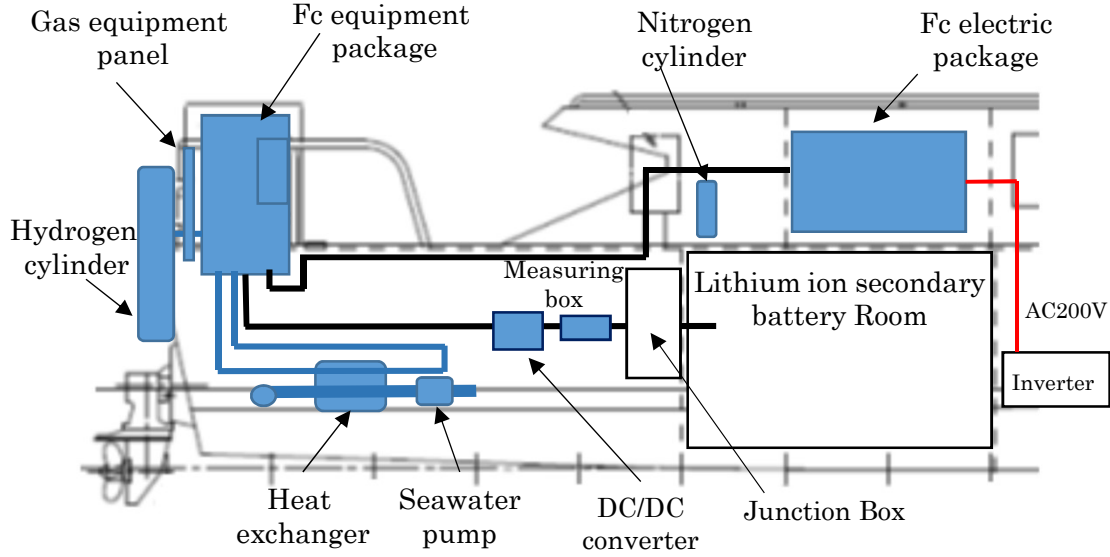 Gas equipment
panel
Fc equipment
package
Nitrogen
cylinder
Fc electric
package
Hydrogen
cylinder
Measuring
box
Lithium ion secondary
battery Room
AC200V
Inverter
Heat
exchanger
Seawater
pump
DC/DC
converter
Junction Box